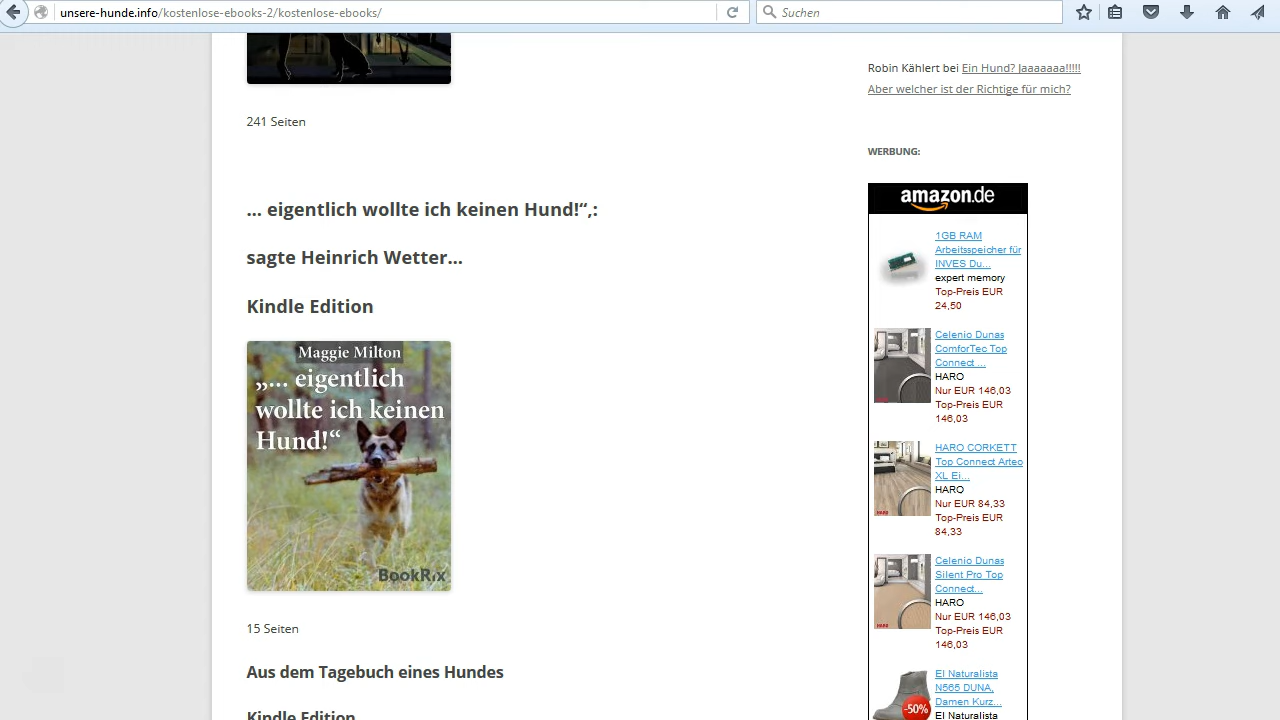 unsere-hunde.info/kostenlose-ebooks-2/kostenlose-ebooks/
Suchen
241 Seiten
... eigentlich wollte ich keinen Hund!“,:
sagte Heinrich Wetter...
Kindle Edition
Maggie Milton
„... eigentlich
wollte ich keinen
Hund!“
BookRix
15 Seiten
Aus dem Tagebuch eines Hundes
Kindle Edition
Robin Kählert bei Ein Hund? Jaaaaaaa!!!!!
Aber welcher ist der Richtige für mich?
WERBUNG:
amazon.de
1GB RAM
Arbeitsspeicher für
INVES Du...
expert memory
Top-Preis EUR
24,50
Celenio Dunas
ComforTec Top
Connect ...
HARO
Nur EUR 146,03
Top-Preis EUR
146,03
HARO CORKETT
Top Connect Arteo
XL Ei...
HARO
Nur EUR 84,33
Top-Preis EUR
84,33
Celenio Dunas
Silent Pro Top
Connect...
HARO
Nur EUR 146,03
Top-Preis EUR
146,03
El Naturalista
N565 DUNA,
Damen Kurz...
-50%
El Naturalista